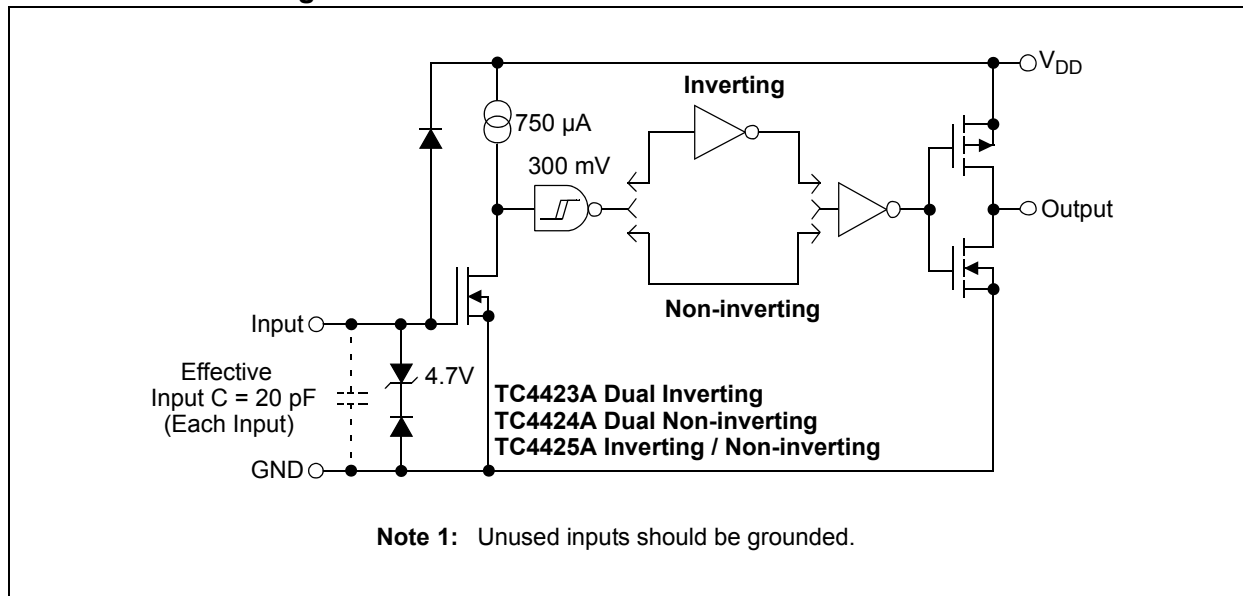 V_DD
Inverting
750 µA
300 mV
Output
Non-inverting
Input
4.7V
Effective
Input C = 20 pF
(Each Input)
TC4423A Dual Inverting
TC4424A Dual Non-inverting
TC4425A Inverting / Non-inverting
GND
Note 1: Unused inputs should be grounded.